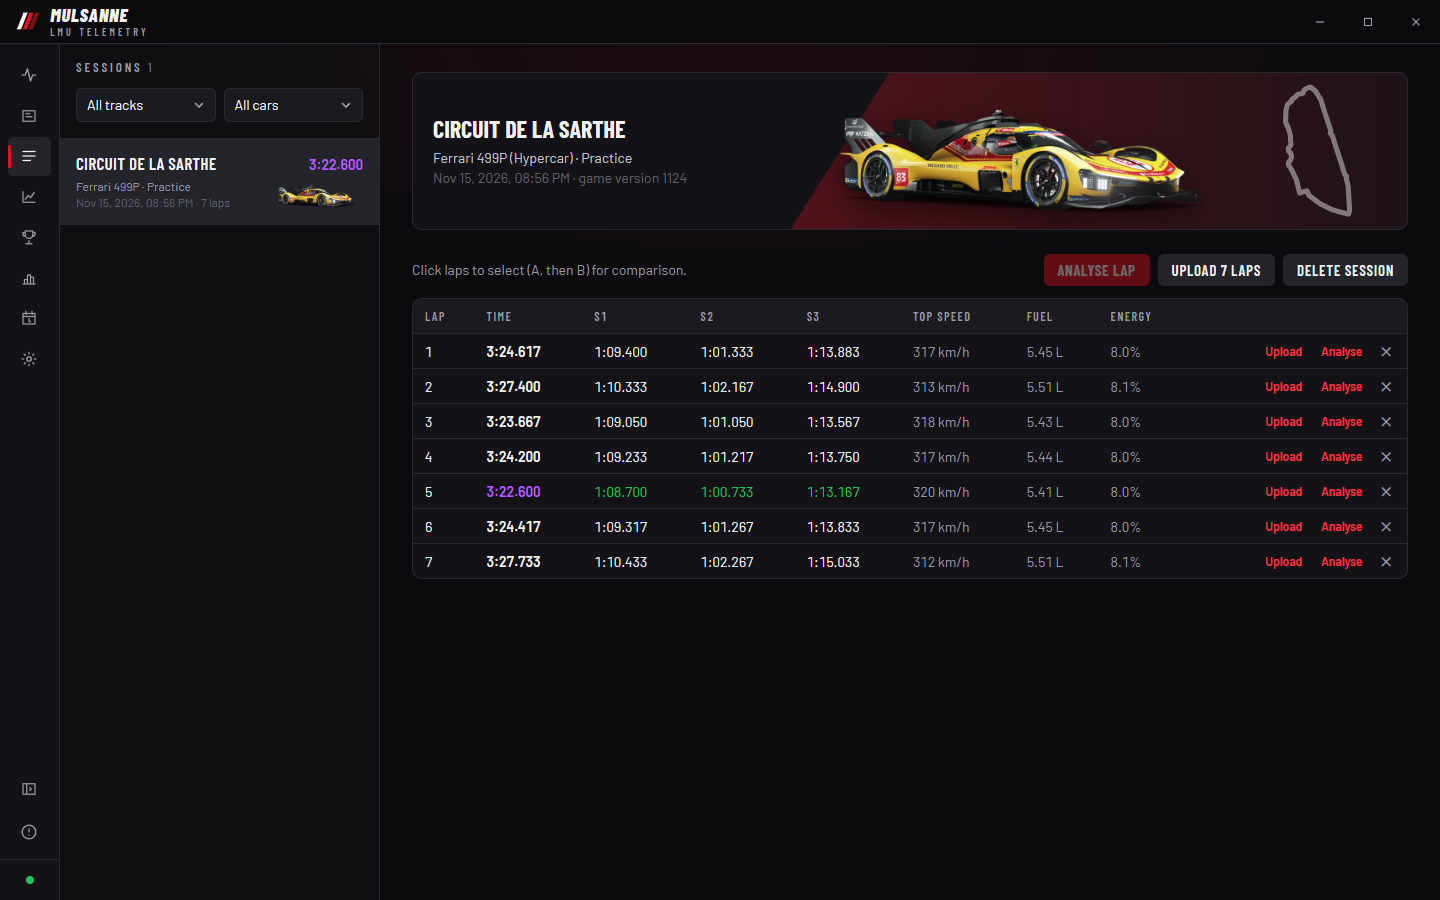 MULSANNE
LMU TELEMETRY
SESSIONS 1
All tracks
All cars
CIRCUIT DE LA SARTHE
3:22.600
Ferrari 499P · Practice
Nov 15, 2026, 08:56 PM · 7 laps
CIRCUIT DE LA SARTHE
Ferrari 499P (Hypercar) · Practice
Nov 15, 2026, 08:56 PM · game version 1124
83
Click laps to select (A, then B) for comparison.
ANALYSE LAP
UPLOAD 7 LAPS
DELETE SESSION
LAP TIME S1 S2 S3 TOP SPEED FUEL ENERGY
1 3:24.617 1:09.400 1:01.333 1:13.883 317 km/h 5.45 L 8.0% Upload Analyse ✕
2 3:27.400 1:10.333 1:02.167 1:14.900 313 km/h 5.51 L 8.1% Upload Analyse ✕
3 3:23.667 1:09.050 1:01.050 1:13.567 318 km/h 5.43 L 8.0% Upload Analyse ✕
4 3:24.200 1:09.233 1:01.217 1:13.750 317 km/h 5.44 L 8.0% Upload Analyse ✕
5 3:22.600 1:08.700 1:00.733 1:13.167 320 km/h 5.41 L 8.0% Upload Analyse ✕
6 3:24.417 1:09.317 1:01.267 1:13.833 317 km/h 5.45 L 8.0% Upload Analyse ✕
7 3:27.733 1:10.433 1:02.267 1:15.033 312 km/h 5.51 L 8.1% Upload Analyse ✕